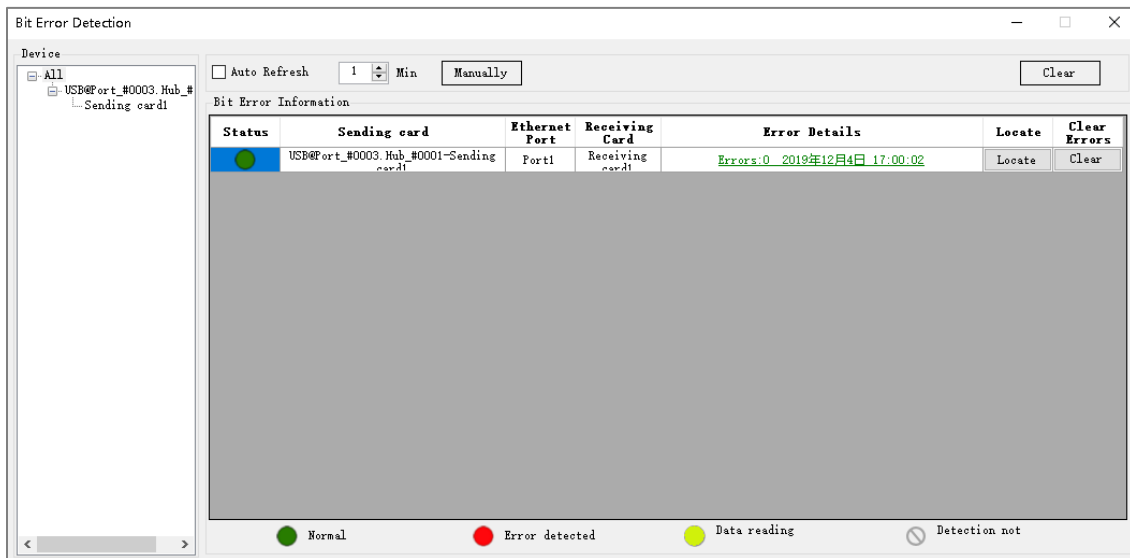 Bit Error Detection
Device
All
USB@Port_#0003.Hub_#
Sending card1
Auto Refresh
1
Min
Manually
Clear
Bit Error Information
Status
Sending card
Ethernet
Port
Receiving
Card
Error Details
Locate
Clear
Errors
USB@Port_#0003.Hub_#0001-Sending
card1
Port1
Receiving
card1
Errors:0 2019年12月4日 17:00:02
Locate
Clear
Normal
Error detected
Data reading
Detection not